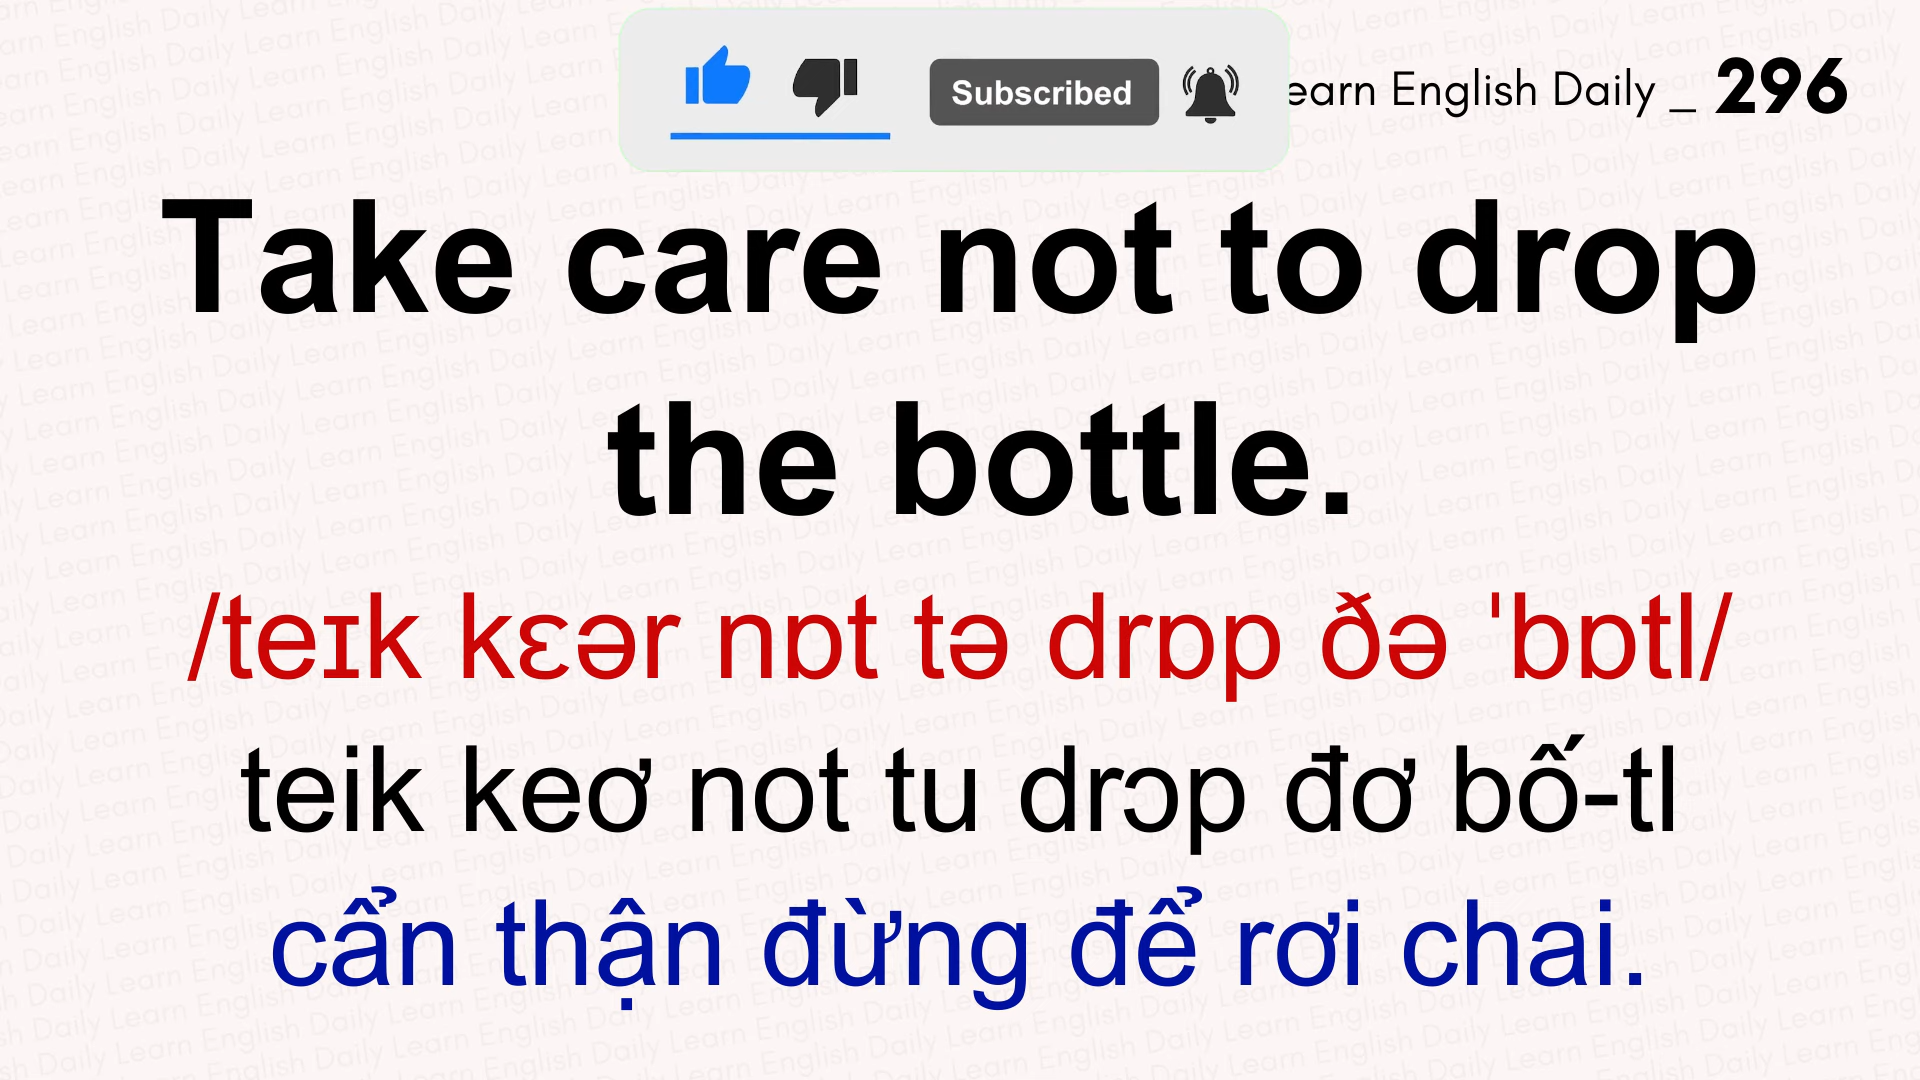 Subscribed
earn English Daily _ 296
Take care not to drop
the bottle.
/teɪk kɛər nɒt tə drɒp ðə ˈbɒtl/
teik keơ not tu drɔp đơ bố-tl
cẩn thận đừng để rơi chai.